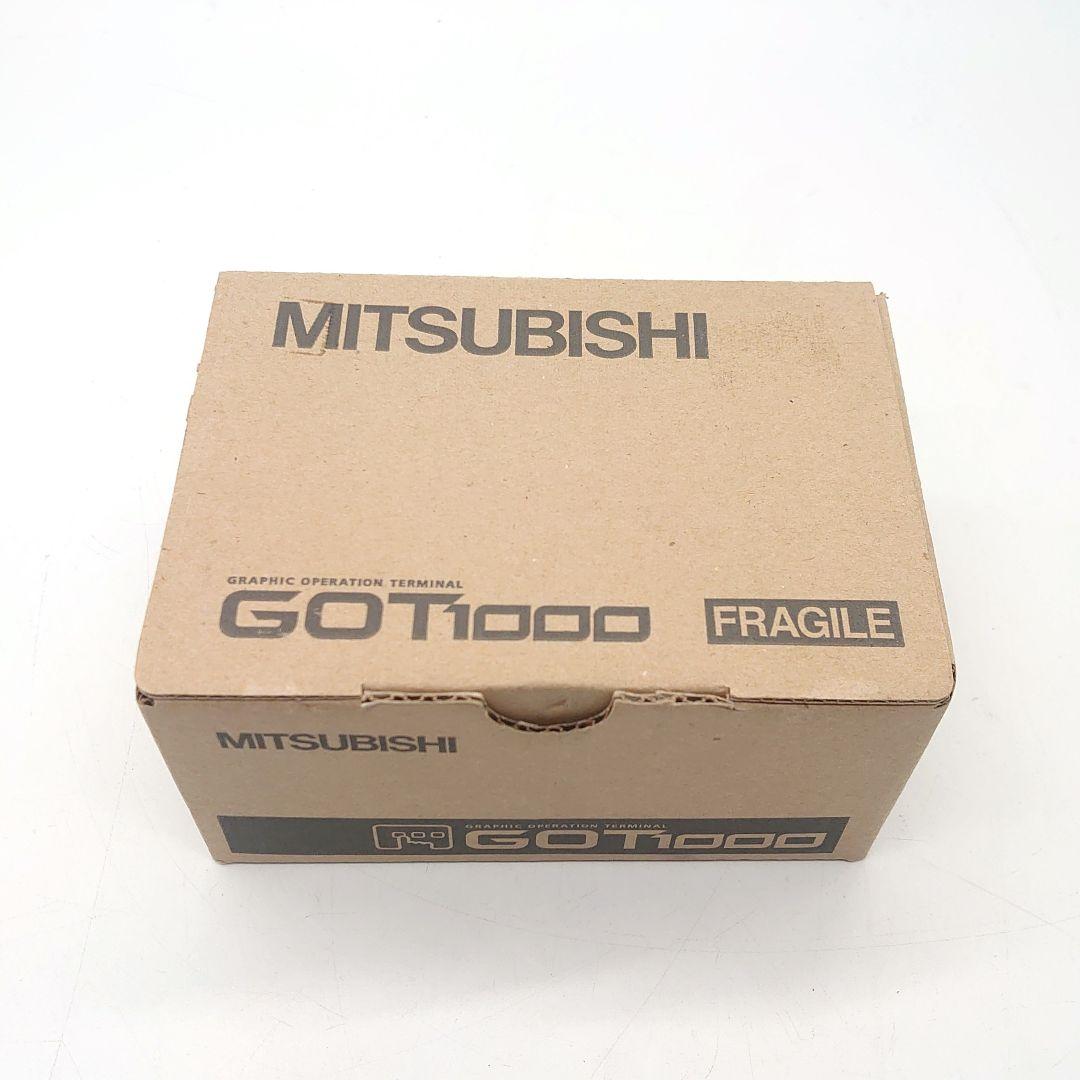 MITSUBISHI
GRAPHIC OPERATION TERMINAL
GOT1000
FRAGILE
MITSUBISHI
GRAPHIC OPERATION TERMINAL
GOT1000